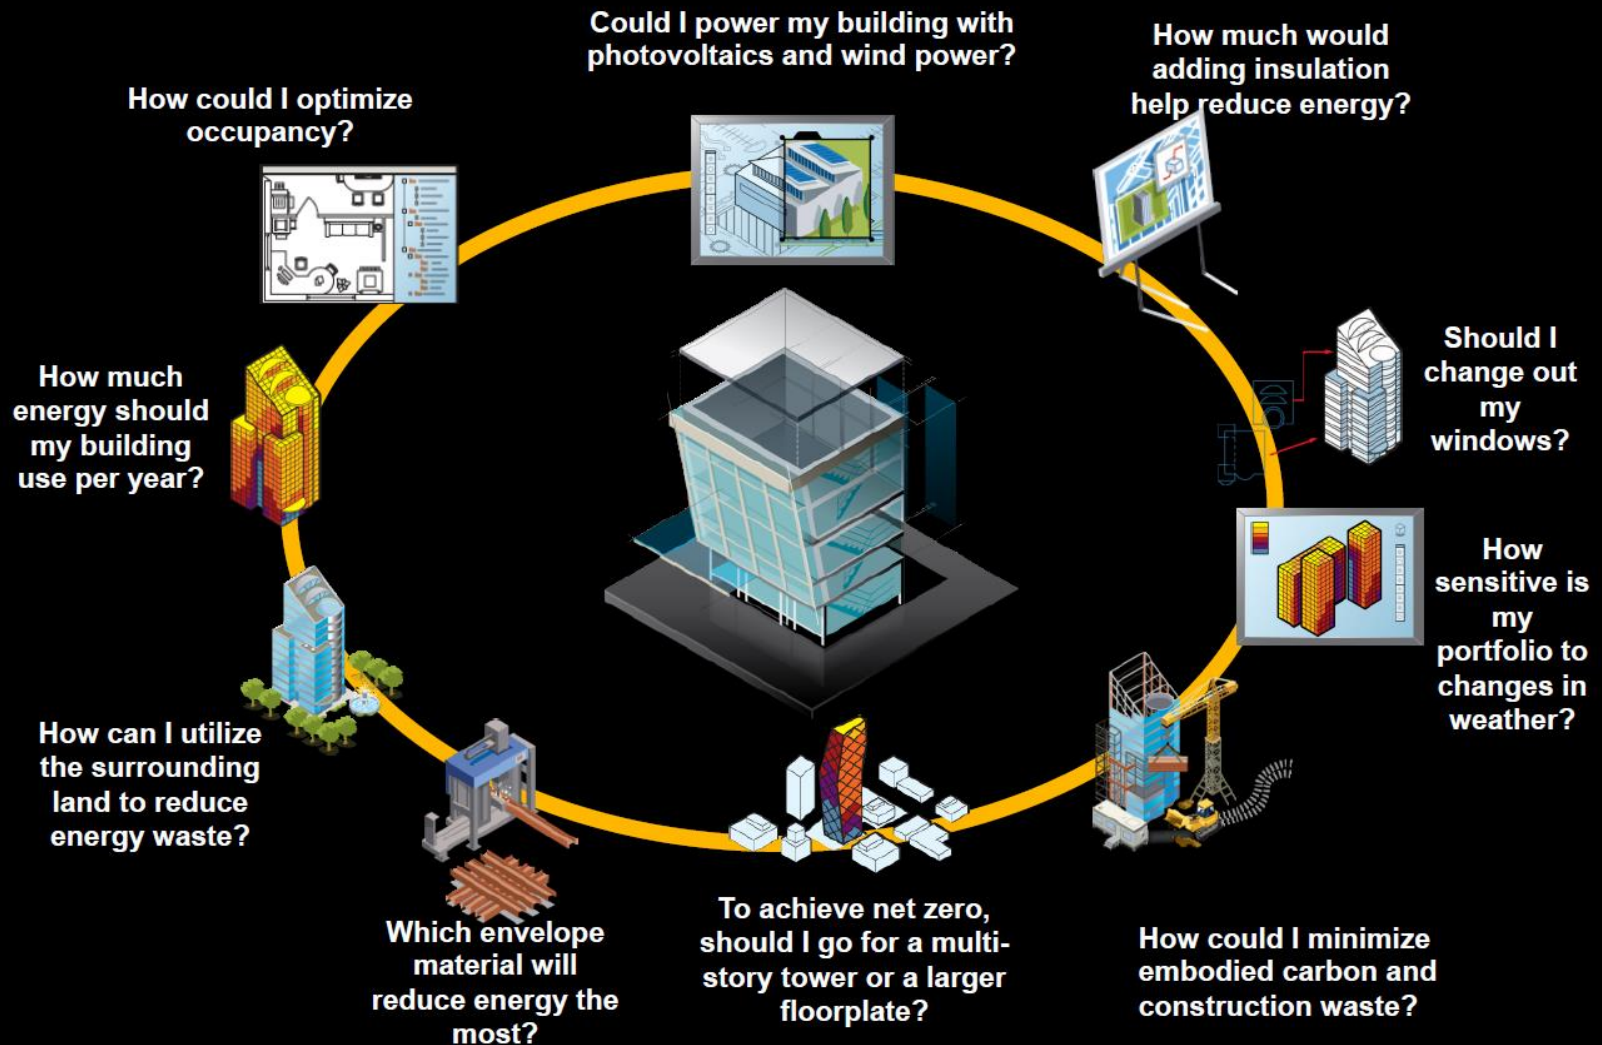 Could I power my building with
photovoltaics and wind power?
How much would
adding insulation
help reduce energy?
How could I optimize
occupancy?
Should I
change out
my
windows?
How much
energy should
my building
use per year?
How
sensitive is
my
portfolio to
changes in
weather?
How can I utilize
the surrounding
land to reduce
energy waste?
Which envelope
material will
reduce energy the
most?
To achieve net zero,
should I go for a multi-
story tower or a larger
floorplate?
How could I minimize
embodied carbon and
construction waste?